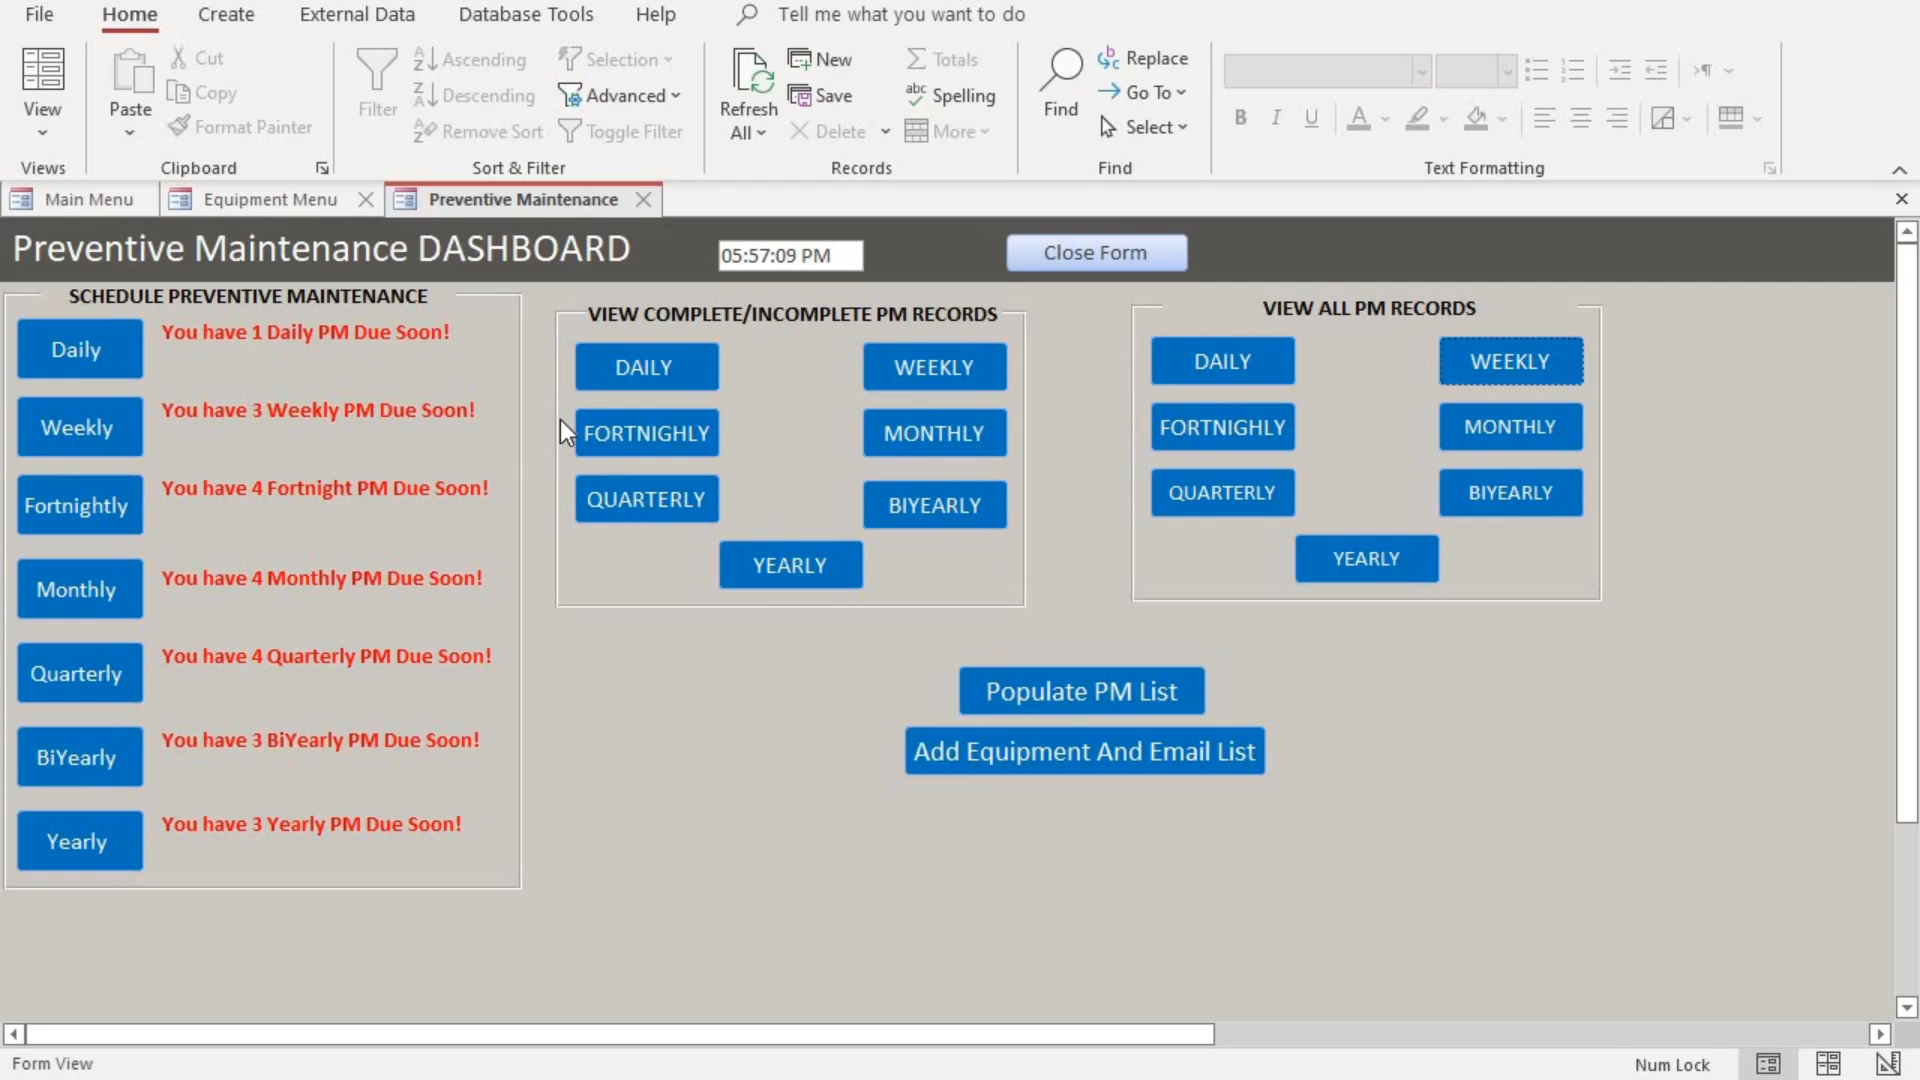 File Home Create External Data Database Tools Help Tell me what you want to do
View
Views
Paste
Cut
Copy
Format Painter
Clipboard
Filter
Ascending
Descending
Remove Sort
Selection
Advanced
Toggle Filter
Sort & Filter
Refresh
All
New
Save
Delete
Totals
Spelling
More
Records
Find
Replace
Go To
Select
Find
B I U A
Text Formatting
Main Menu Equipment Menu Preventive Maintenance
Preventive Maintenance DASHBOARD
05:57:09 PM
Close Form
SCHEDULE PREVENTIVE MAINTENANCE
Daily You have 1 Daily PM Due Soon!
Weekly You have 3 Weekly PM Due Soon!
Fortnightly You have 4 Fortnight PM Due Soon!
Monthly You have 4 Monthly PM Due Soon!
Quarterly You have 4 Quarterly PM Due Soon!
BiYearly You have 3 BiYearly PM Due Soon!
Yearly You have 3 Yearly PM Due Soon!
VIEW COMPLETE/INCOMPLETE PM RECORDS
DAILY WEEKLY
FORTNIGHLY MONTHLY
QUARTERLY BIYEARLY
YEARLY
VIEW ALL PM RECORDS
DAILY WEEKLY
FORTNIGHLY MONTHLY
QUARTERLY BIYEARLY
YEARLY
Populate PM List
Add Equipment And Email List
Form View
Num Lock